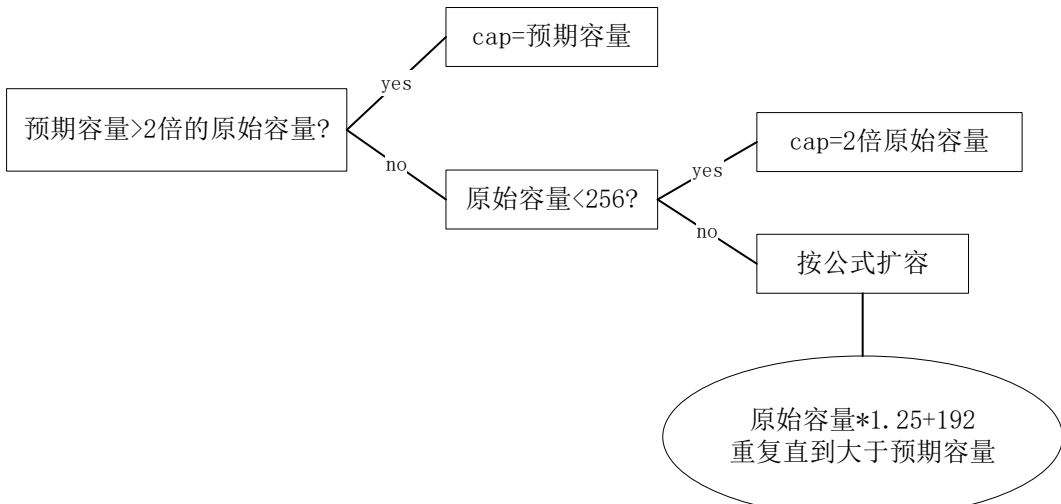 cap=预期容量
yes
预期容量>2倍的原始容量?
no
cap=2倍原始容量
yes
原始容量<256?
no
按公式扩容
原始容量*1.25+192
重复直到大于预期容量